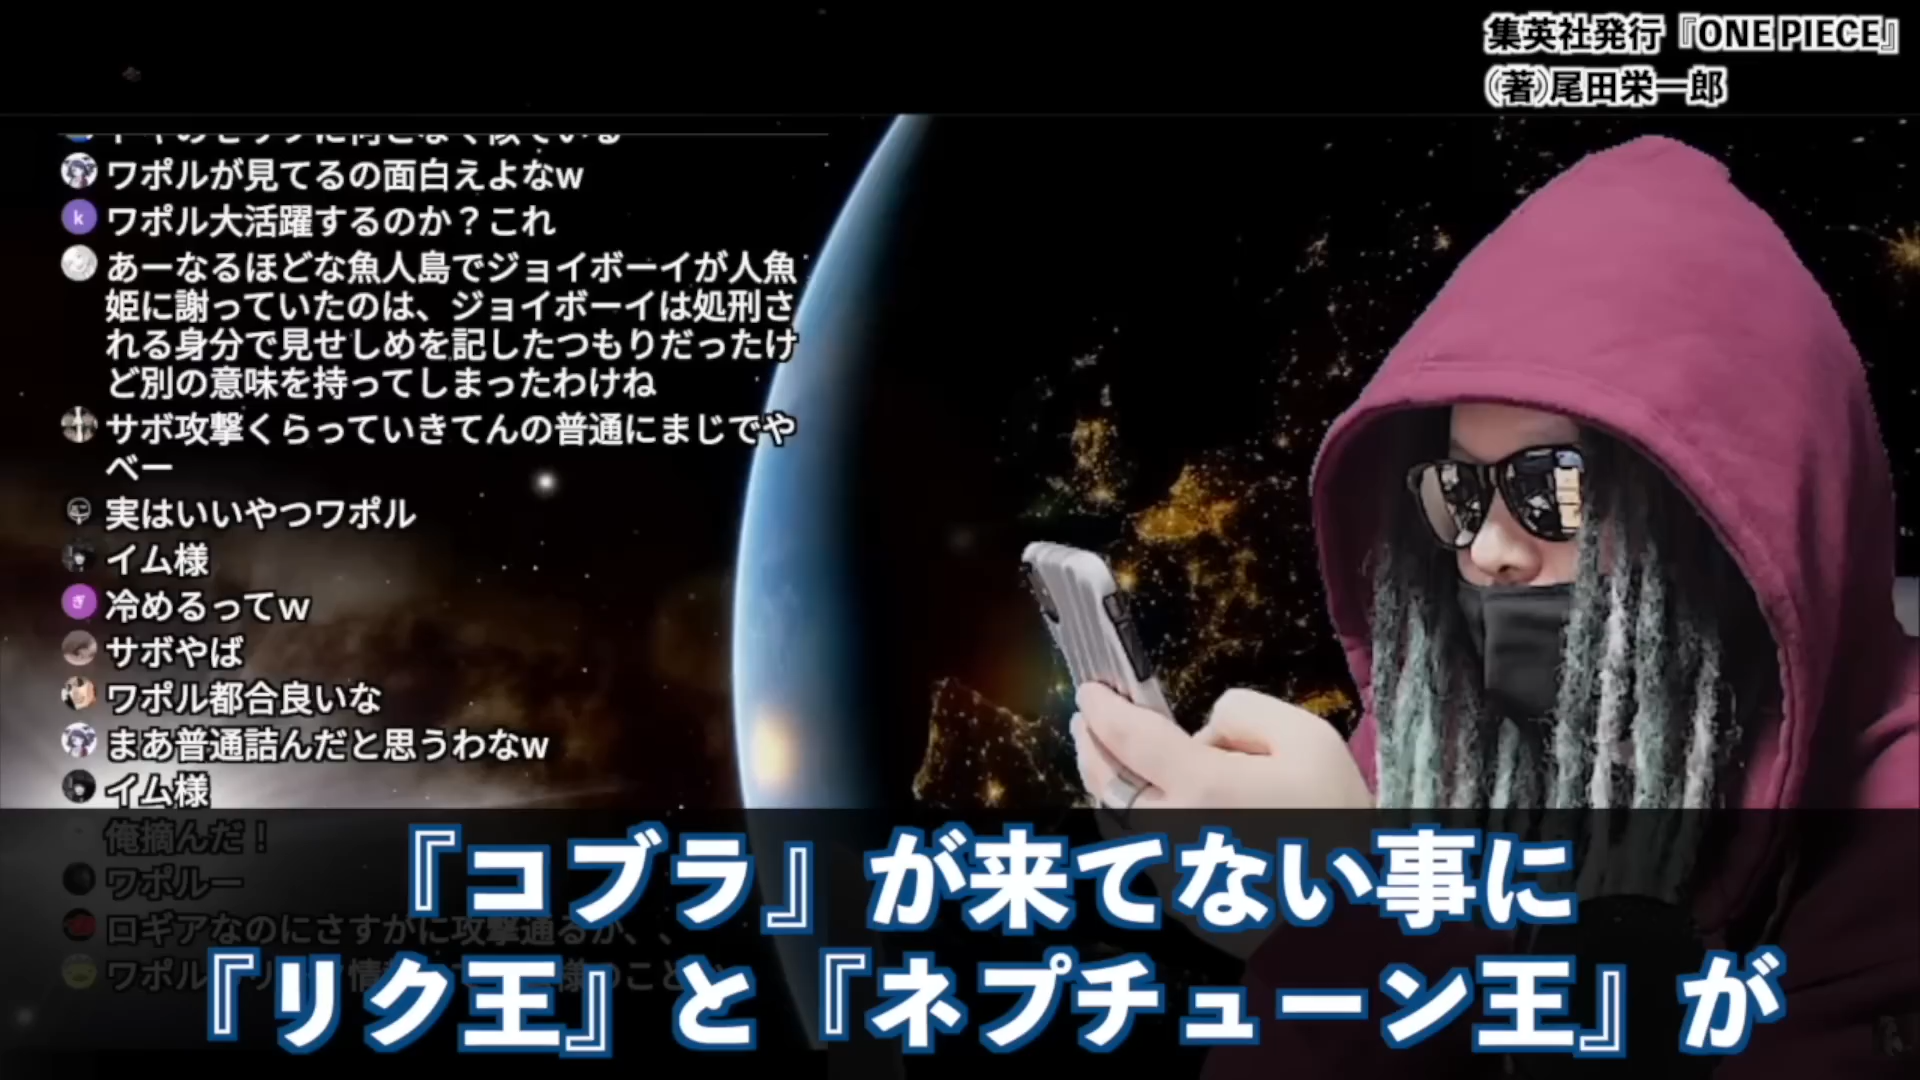 集英社発行『ONE PIECE』
(著)尾田栄一郎
ワポルが見てるの面白えよなw
k
ワポル大活躍するのか？これ
あーなるほどな魚人島でジョイボーイが人魚
姫に謝っていたのは、ジョイボーイは処刑さ
れる身分で見せしめを記したつもりだったけ
ど別の意味を持ってしまったわけね
サボ攻撃くらっていきてんの普通にまじでや
べー
実はいいやつワポル
イム様
ぎ
冷めるってw
サボやば
ワポル都合良いな
まあ普通詰んだと思うわなw
イム様
俺摘んだ！
ワポルー
ロギアなのにさすがに攻撃通るか、、
ワポル
『コブラ』が来てない事に
『リク王』と『ネプチューン王』が